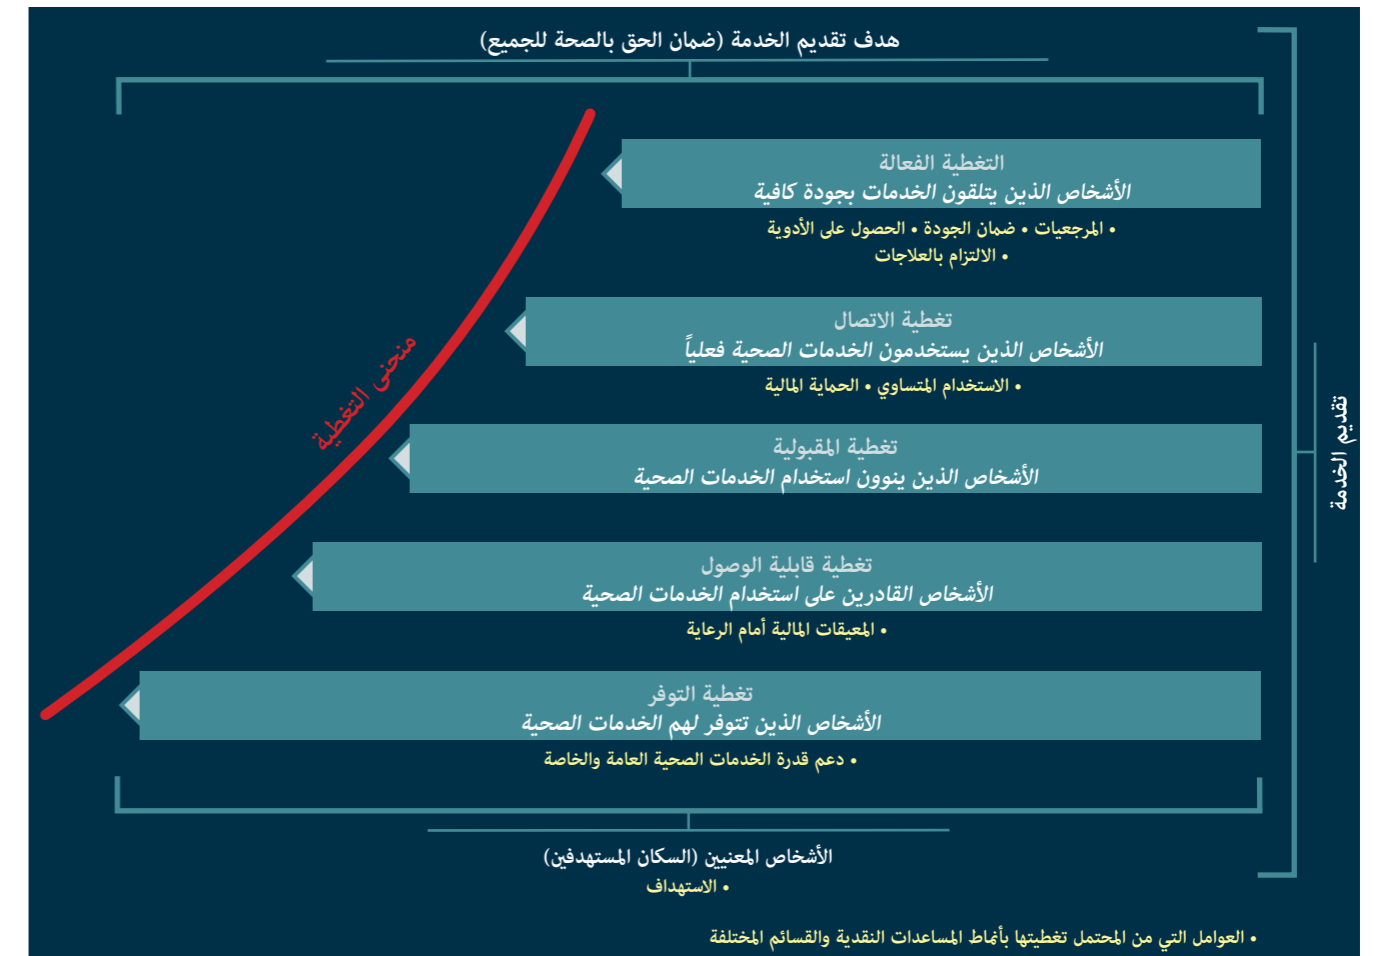 هدف تقديم الخدمة (ضمان الحق بالصحة للجميع)
التغطية الفعالة
الأشخاص الذين يتلقون الخدمات بجودة كافية
• المرجعيات • ضمان الجودة • الحصول على الأدوية
• الالتزام بالعلاجات
تغطية الاتصال
الأشخاص الذين يستخدمون الخدمات الصحية فعلياً
• الاستخدام المتساوي • الحماية المالية
منحنى التغطية
تغطية المقبولية
الأشخاص الذين ينوون استخدام الخدمات الصحية
تقديم الخدمة
تغطية قابلية الوصول
الأشخاص القادرين على استخدام الخدمات الصحية
• المعيقات المالية أمام الرعاية
تغطية التوفر
الأشخاص الذين تتوفر لهم الخدمات الصحية
• دعم قدرة الخدمات الصحية العامة والخاصة
الأشخاص المعنيين (السكان المستهدفين)
• الاستهداف
• العوامل التي من المحتمل تغطيتها بأنماط المساعدات النقدية والقسائم المختلفة